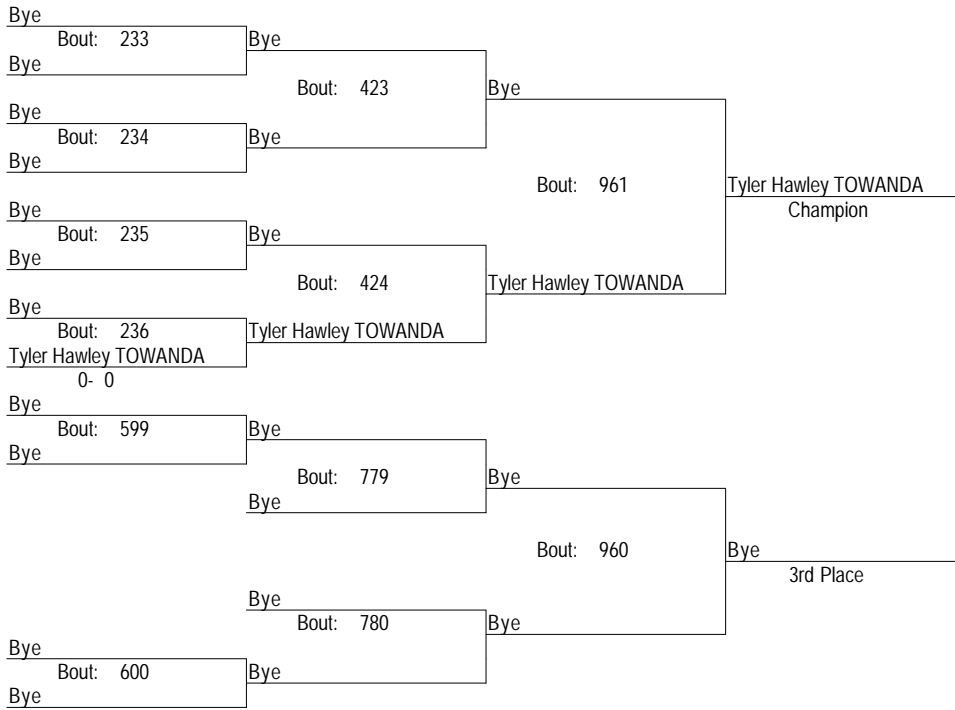 Bye
Bout: 233
Bye
Bye
Bout: 423
Bye
Bye
Bout: 234
Bye
Bye
Bout: 961
Tyler Hawley TOWANDA
Champion
Bye
Bout: 235
Bye
Bye
Bout: 424
Tyler Hawley TOWANDA
Bye
Bout: 236
Tyler Hawley TOWANDA
Tyler Hawley TOWANDA
0- 0
Bye
Bout: 599
Bye
Bye
Bout: 779
Bye
Bye
Bout: 960
Bye
3rd Place
Bye
Bout: 780
Bye
Bye
Bout: 600
Bye
Bye